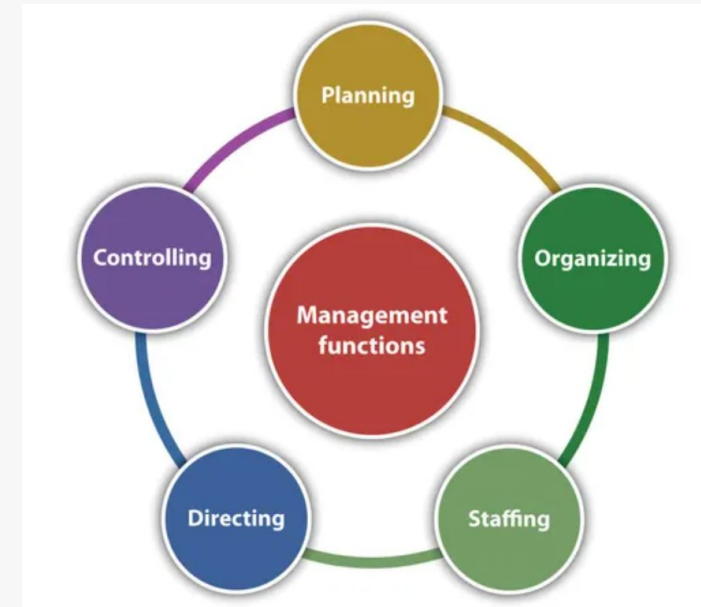 Planning
Controlling
Organizing
Management
functions
Directing
Staffing